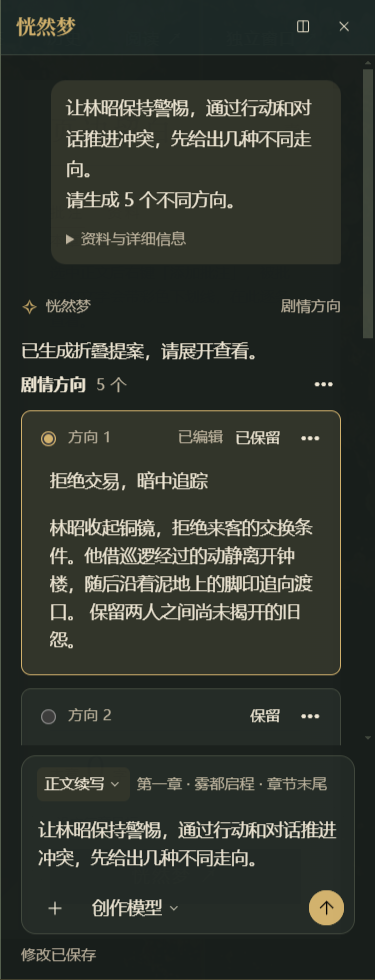 恍然梦
让林昭保持警惕，通过行动和对
话推进冲突，先给出几种不同走
向。
请生成 5 个不同方向。
资料与详细信息
恍然梦 剧情方向
已生成折叠提案，请展开查看。
剧情方向 5 个
方向 1 已编辑 已保留
拒绝交易，暗中追踪
林昭收起铜镜，拒绝来客的交换条
件。他借巡逻经过的动静离开钟
楼，随后沿着泥地上的脚印追向渡
口。 保留两人之间尚未揭开的旧
怨。
方向 2 保留
正文续写 第一章 · 雾都启程 · 章节末尾
让林昭保持警惕，通过行动和对话推进
冲突，先给出几种不同走向。
创作模型
修改已保存